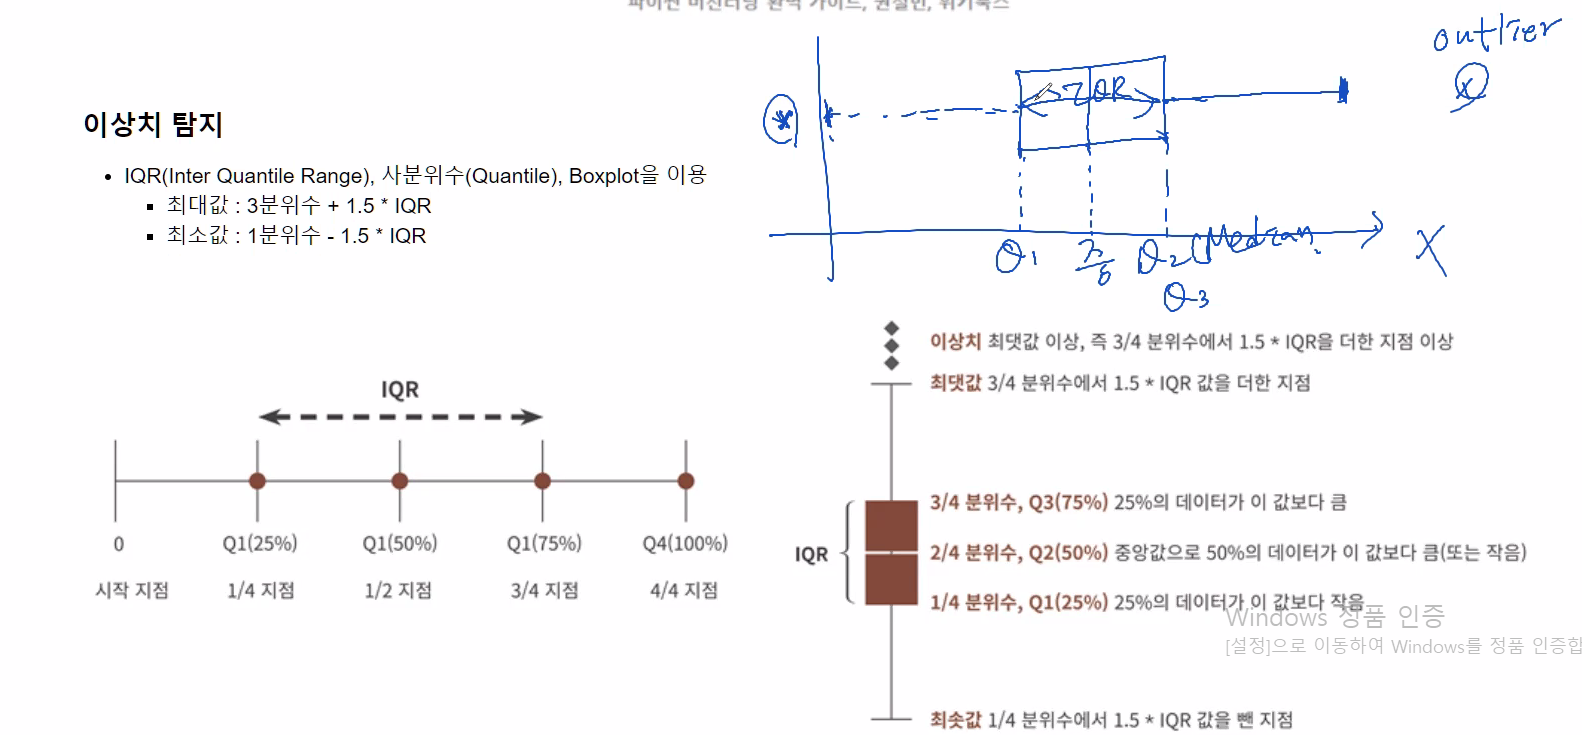 파이썬 머신러닝 완벽 가이드, 권철민, 위키북스
outlier
IQR
이상치 탐지
IQR(Inter Quantile Range), 사분위수(Quantile), Boxplot을 이용
최대값 : 3분위수 + 1.5 * IQR
최소값 : 1분위수 - 1.5 * IQR
Q1
Q2 (Median)
X
Q3
이상치 최댓값 이상, 즉 3/4 분위수에서 1.5 * IQR을 더한 지점 이상
최댓값 3/4 분위수에서 1.5 * IQR 값을 더한 지점
IQR
0 Q1(25%) Q1(50%) Q1(75%) Q4(100%)
시작 지점 1/4 지점 1/2 지점 3/4 지점 4/4 지점
3/4 분위수, Q3(75%) 25%의 데이터가 이 값보다 큼
IQR
2/4 분위수, Q2(50%) 중앙값으로 50%의 데이터가 이 값보다 큼(또는 작음)
1/4 분위수, Q1(25%) 25%의 데이터가 이 값보다 작음
Windows 정품 인증
[설정]으로 이동하여 Windows를 정품 인증합
최솟값 1/4 분위수에서 1.5 * IQR 값을 뺀 지점